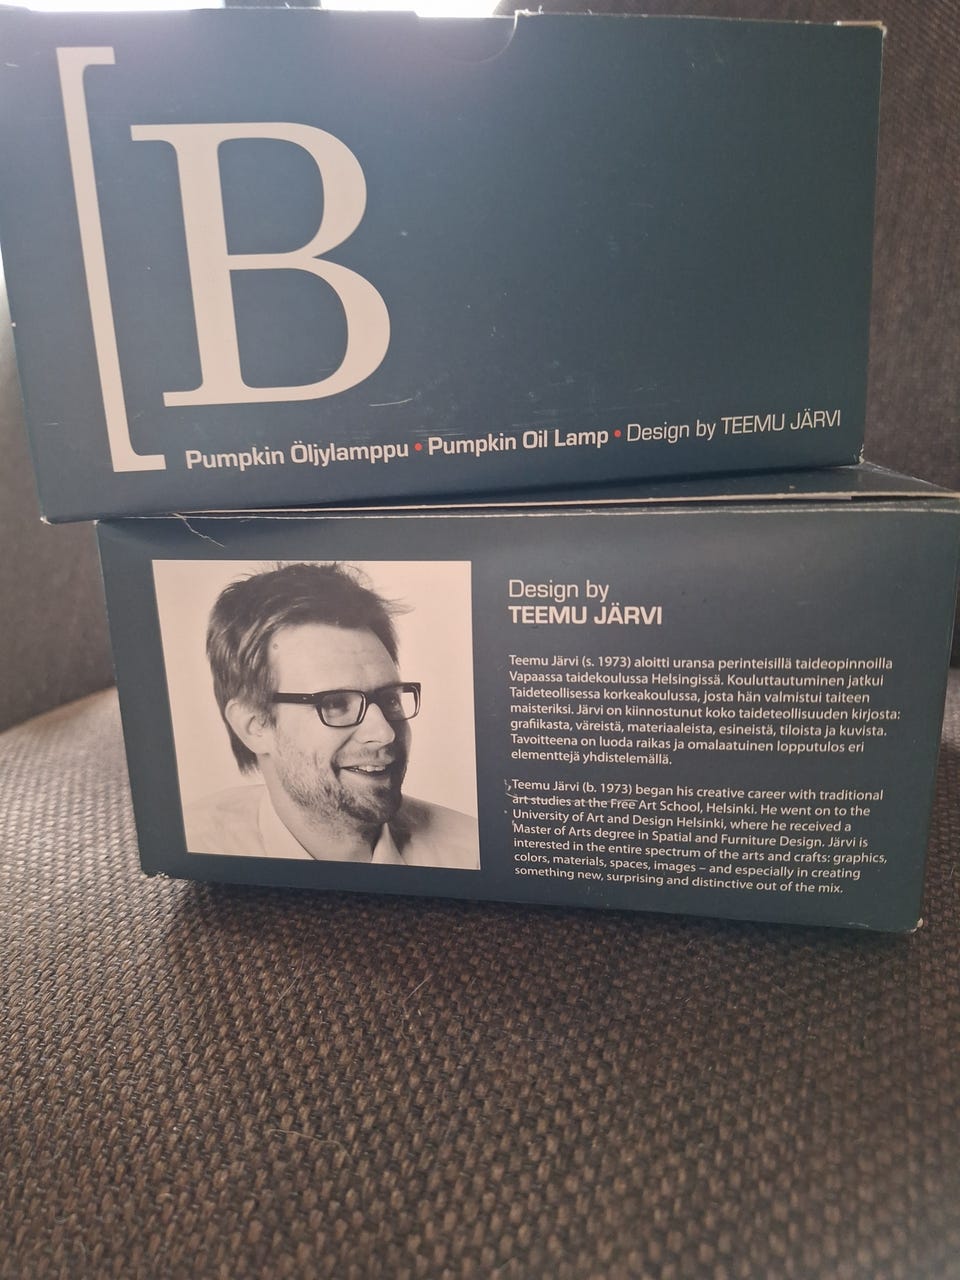 [B
Pumpkin Öljylamppu • Pumpkin Oil Lamp • Design by TEEMU JÄRVI
Design by
TEEMU JÄRVI
Teemu Järvi (s. 1973) aloitti uransa perinteisillä taideopinnoilla
Vapaassa taidekoulussa Helsingissä. Kouluttautuminen jatkui
Taideteollisessa korkeakoulussa, josta hän valmistui taiteen
maisteriksi. Järvi on kiinnostunut koko taideteollisuuden kirjosta:
grafiikasta, väreistä, materiaaleista, esineistä, tiloista ja kuvista.
Tavoitteena on luoda raikas ja omalaatuinen lopputulos eri
elementtejä yhdistelemällä.
Teemu Järvi (b. 1973) began his creative career with traditional
art studies at the Free Art School, Helsinki. He went on to the
University of Art and Design Helsinki, where he received a
Master of Arts degree in Spatial and Furniture Design. Järvi is
interested in the entire spectrum of the arts and crafts: graphics,
colors, materials, spaces, images – and especially in creating
something new, surprising and distinctive out of the mix.